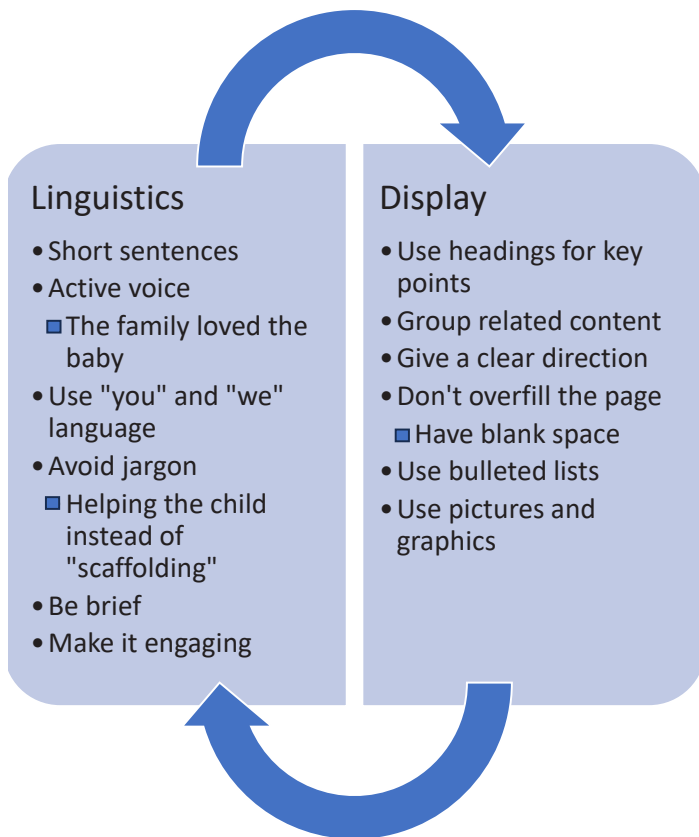 Linguistics
• Short sentences
• Active voice
The family loved the
baby
• Use "you" and "we"
language
• Avoid jargon
Helping the child
instead of
"scaffolding"
• Be brief
• Make it engaging
Display
• Use headings for key
points
• Group related content
• Give a clear direction
• Don't overfill the page
Have blank space
• Use bulleted lists
• Use pictures and
graphics